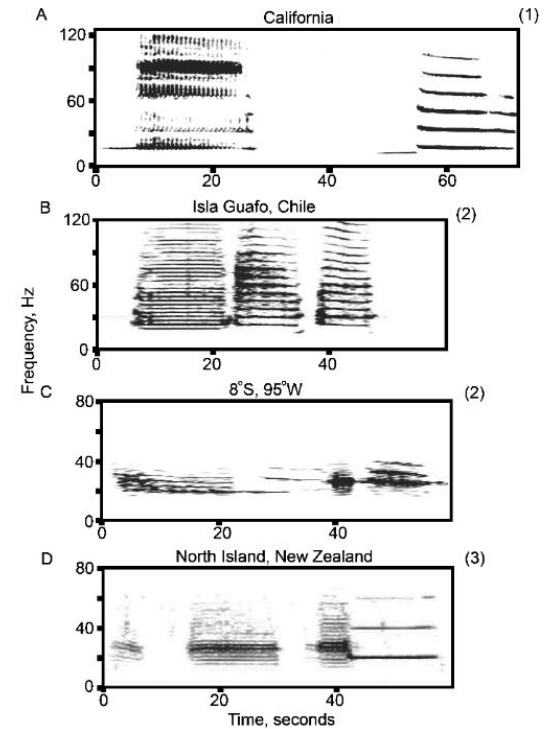 A California (1)
120
60
0
0 20 40 60
B Isla Guafo, Chile (2)
120
60
0
0 20 40
Frequency, Hz
C 8°S, 95°W (2)
80
40
0
0 20 40
D North Island, New Zealand (3)
80
40
0
0 20 40
Time, seconds